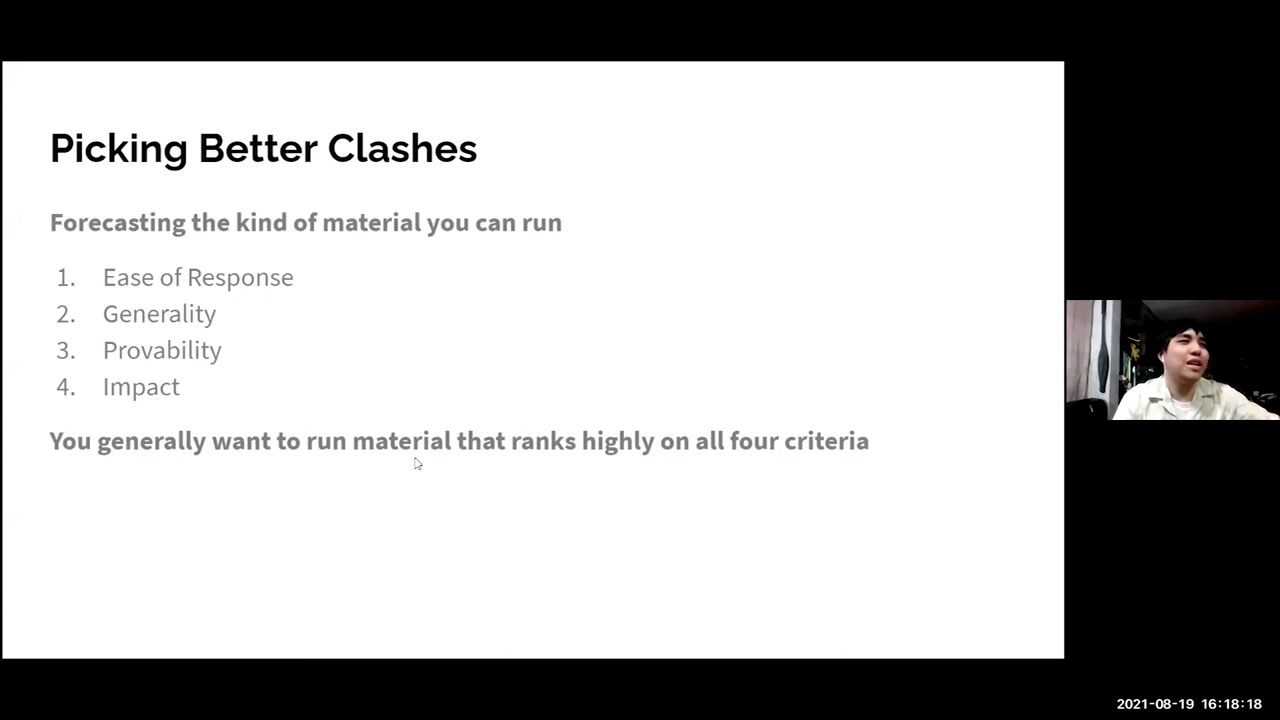 Picking Better Clashes
Forecasting the kind of material you can run
1. Ease of Response
2. Generality
3. Provability
4. Impact
You generally want to run material that ranks highly on all four criteria
2021-08-19 16:18:18